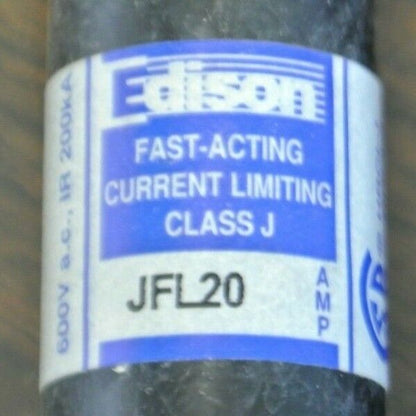 Edison
FAST-ACTING
CURRENT LIMITING
CLASS J
JFL20
AMP
600V a.c., IR 200kA